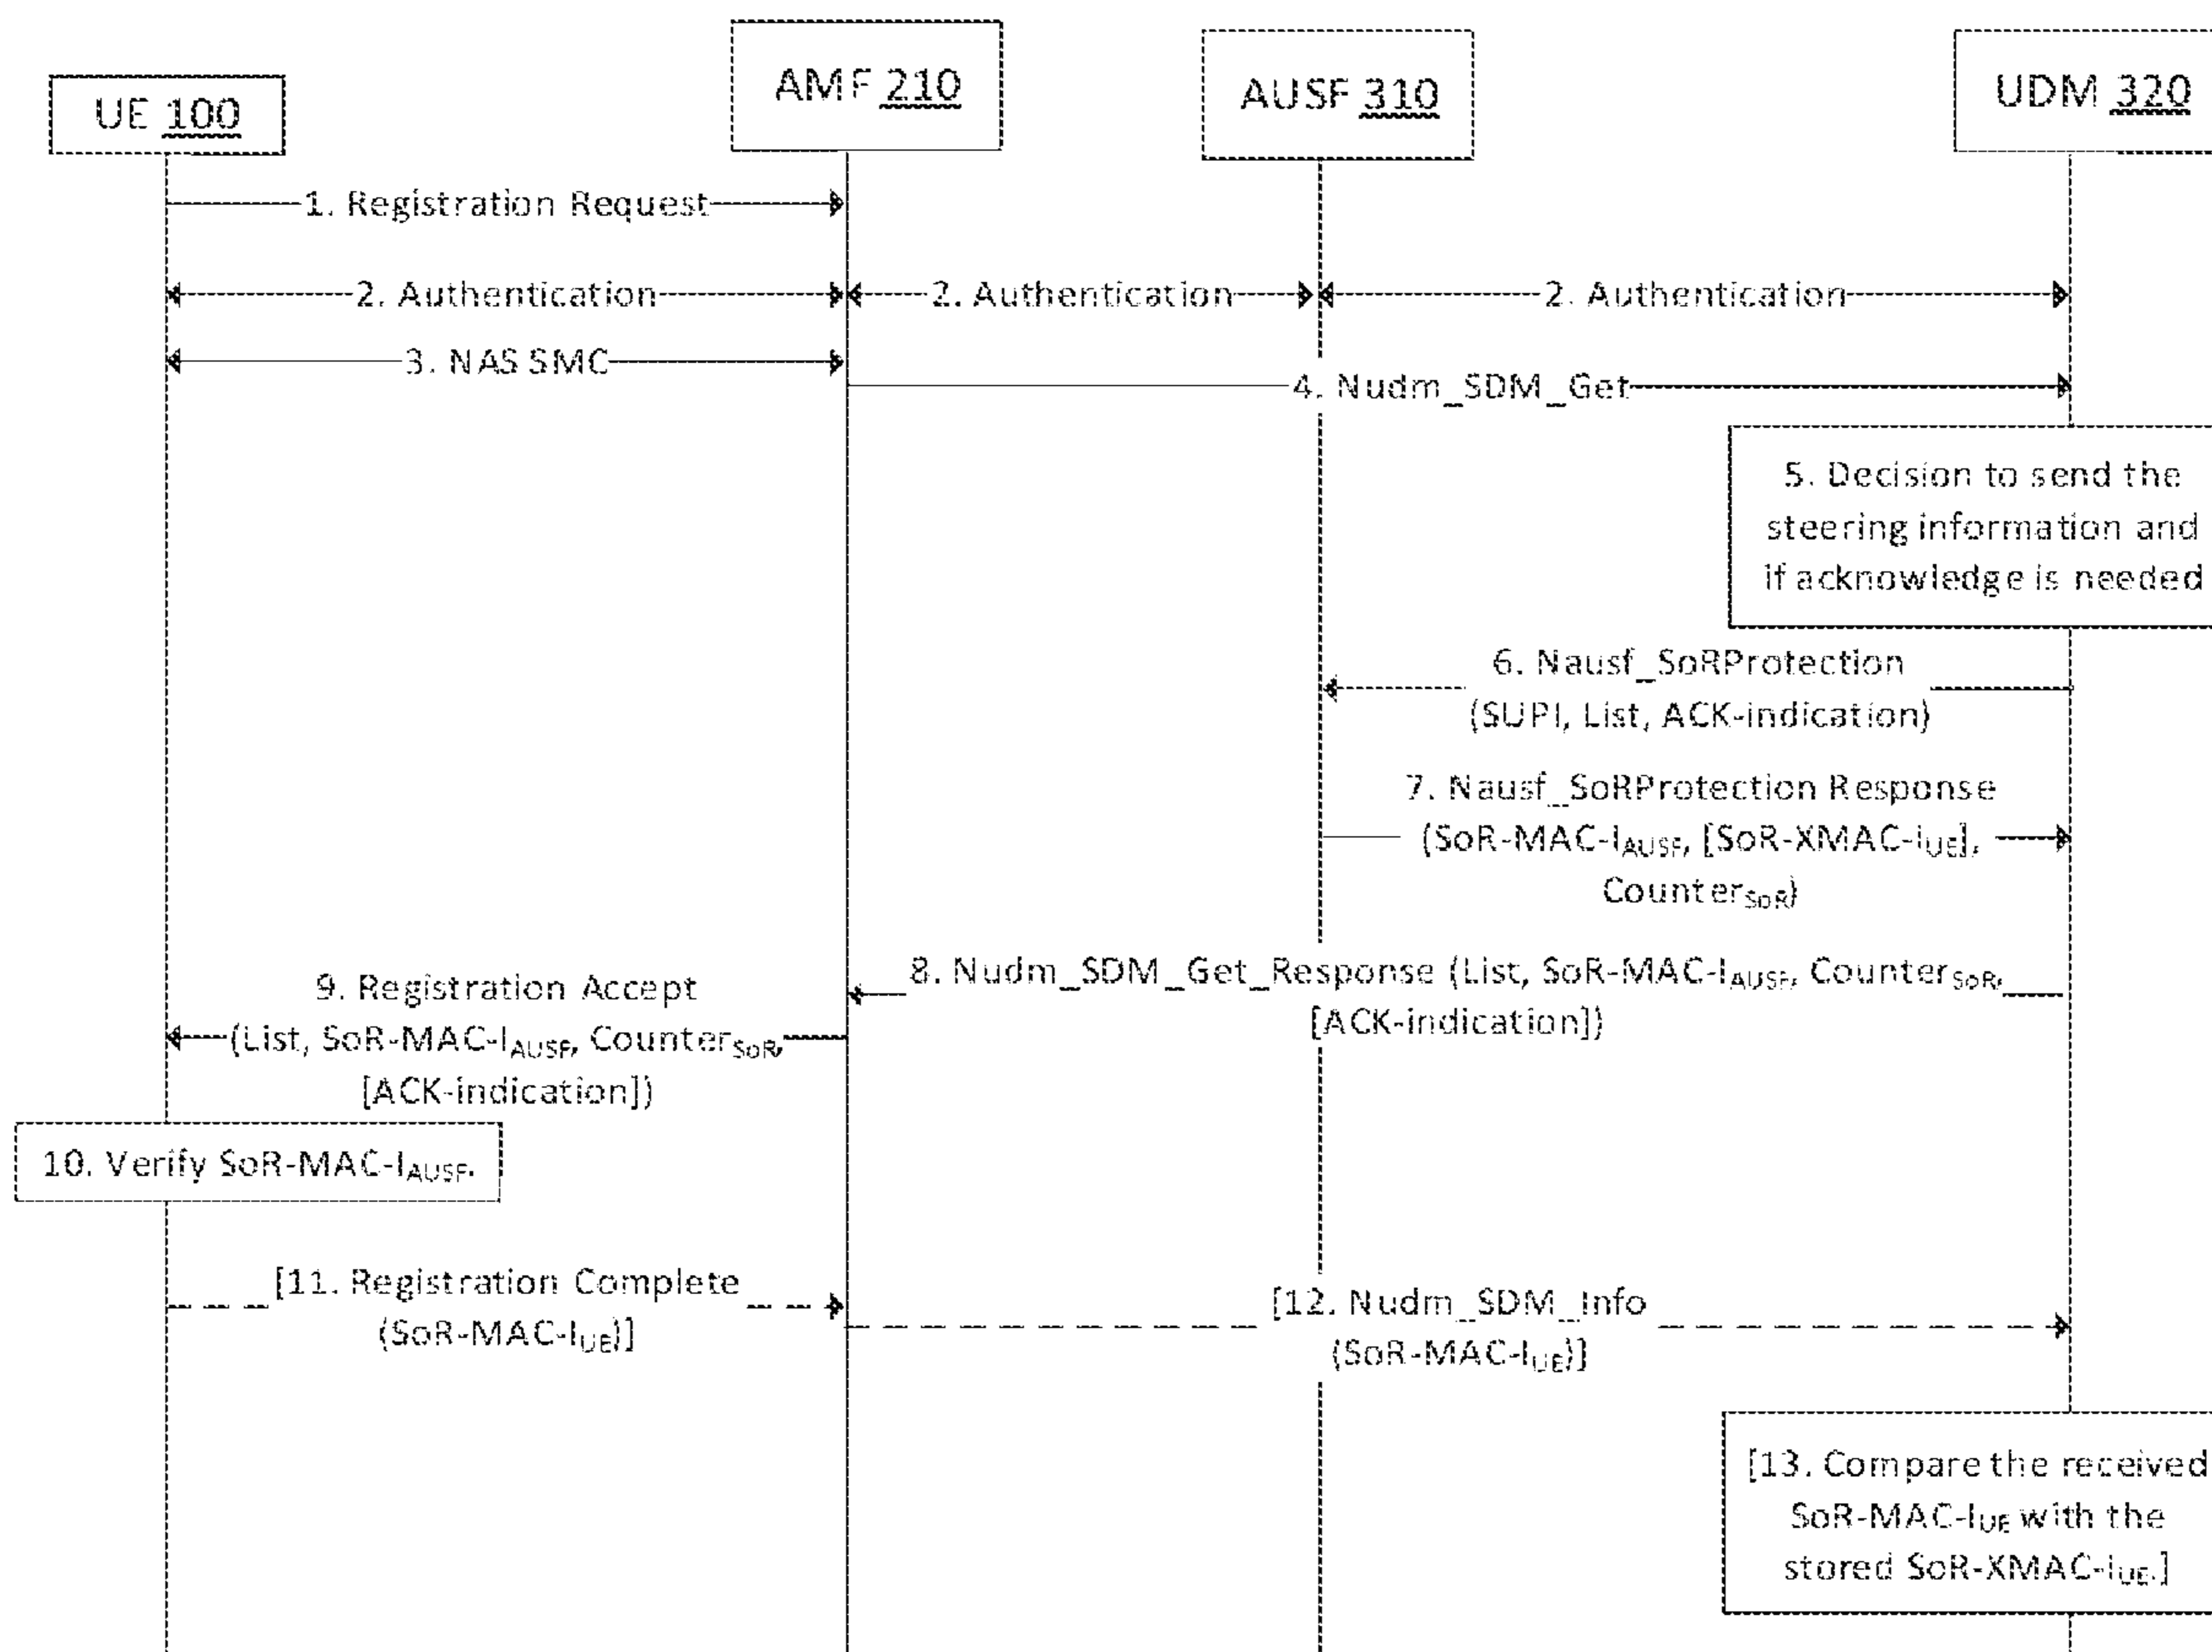 UE 100
AMF 210
AUSF 310
UDM 320
1. Registration Request
2. Authentication
2. Authentication
2. Authentication
3. NAS SMC
4. Nudm_SDM_Get
5. Decision to send the
steering information and
if acknowledge is needed
6. Nausf_SoRProtection
(SUPI, List, ACK-indication)
7. Nausf_SoRProtection Response
(SoR-MAC-IAUSF, [SoR-XMAC-IUE],
CounterSoR)
8. Nudm_SDM_Get_Response (List, SoR-MAC-IAUSF, CounterSoR,
[ACK-indication])
9. Registration Accept
(List, SoR-MAC-IAUSF, CounterSoR,
[ACK-indication])
10. Verify SoR-MAC-IAUSF.
[11. Registration Complete
(SoR-MAC-IUE)]
[12. Nudm_SDM_Info
(SoR-MAC-IUE)]
[13. Compare the received
SoR-MAC-IUE with the
stored SoR-XMAC-IUE.]